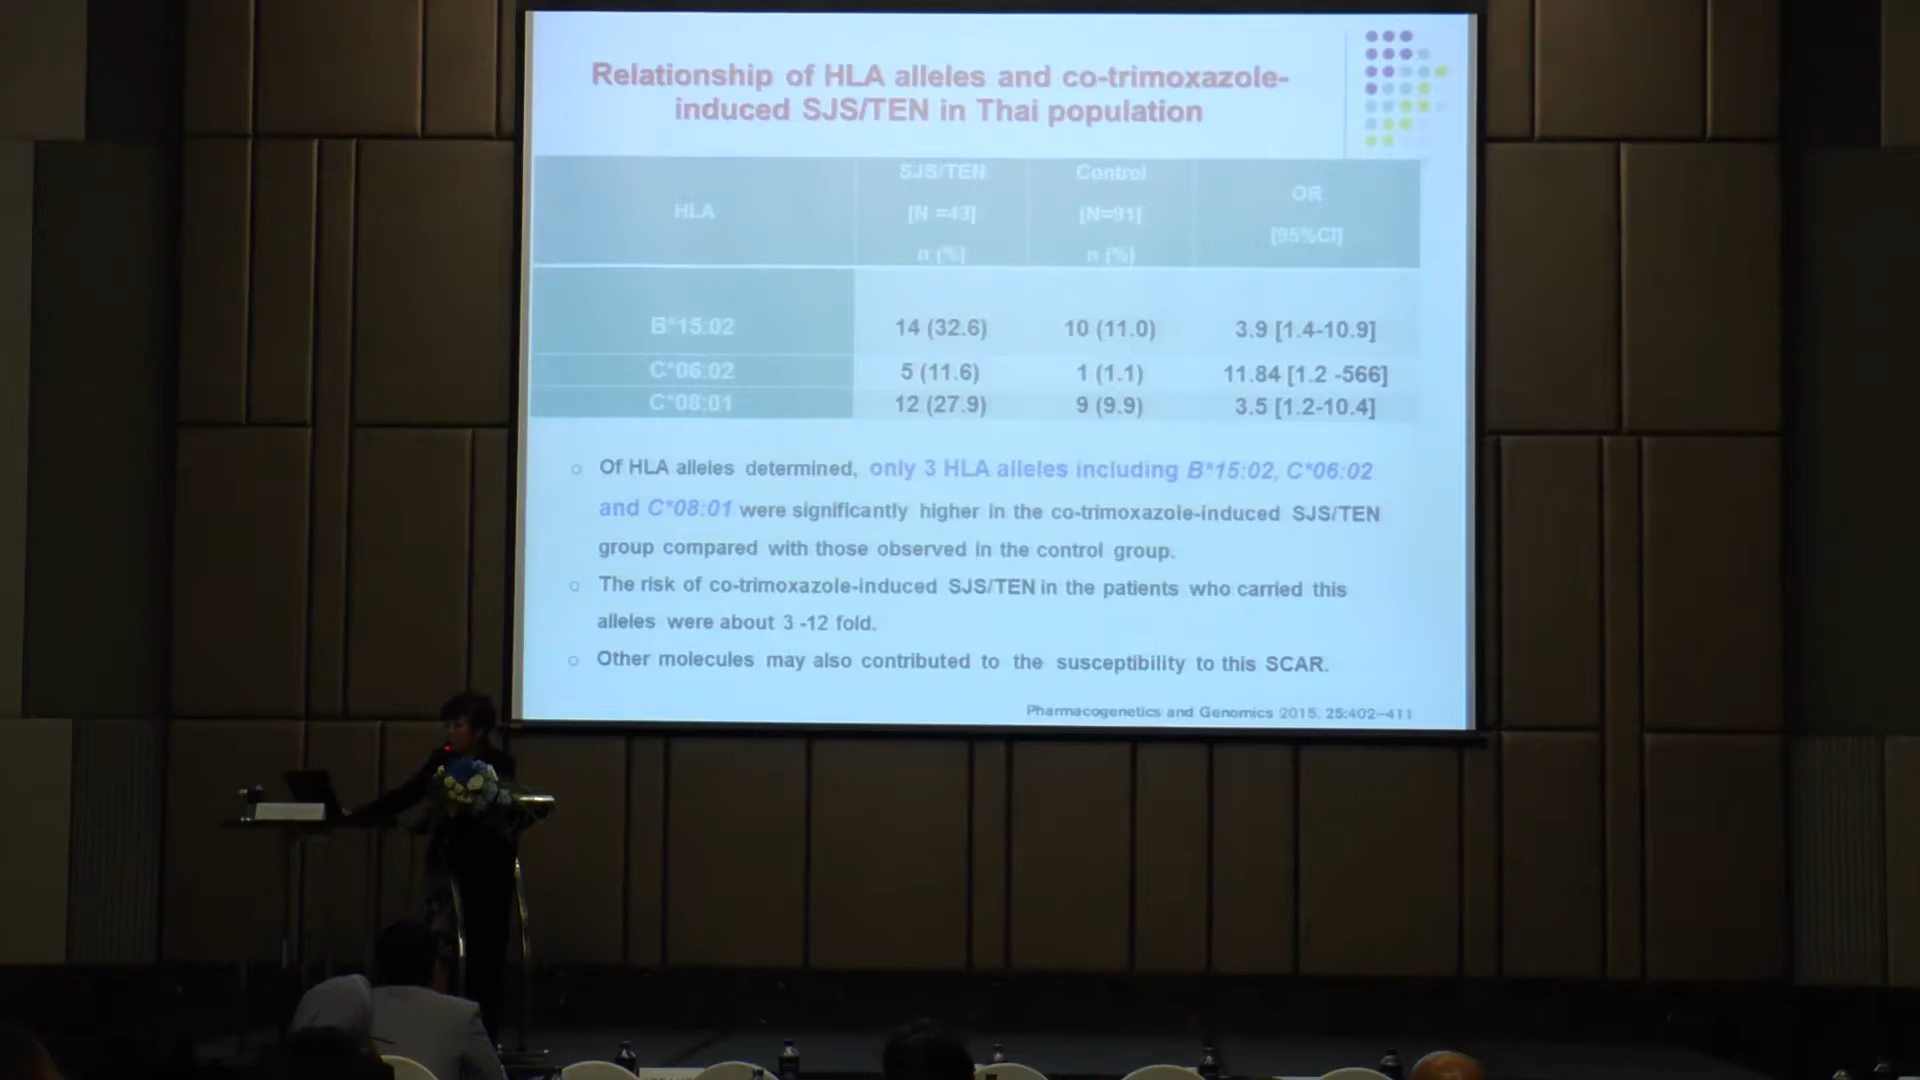 Relationship of HLA alleles and co-trimoxazole-
induced SJS/TEN in Thai population
HLA
SJS/TEN
[N =43]
n (%)
Control
[N=91]
n (%)
OR
[95%CI]
B*15:02 14 (32.6) 10 (11.0) 3.9 [1.4-10.9]
C*06:02 5 (11.6) 1 (1.1) 11.84 [1.2 -566]
C*08:01 12 (27.9) 9 (9.9) 3.5 [1.2-10.4]
Of HLA alleles determined, only 3 HLA alleles including B*15:02, C*06:02
and C*08:01 were significantly higher in the co-trimoxazole-induced SJS/TEN
group compared with those observed in the control group.
The risk of co-trimoxazole-induced SJS/TEN in the patients who carried this
alleles were about 3 -12 fold.
Other molecules may also contributed to the susceptibility to this SCAR.
Pharmacogenetics and Genomics 2015, 25:402–411